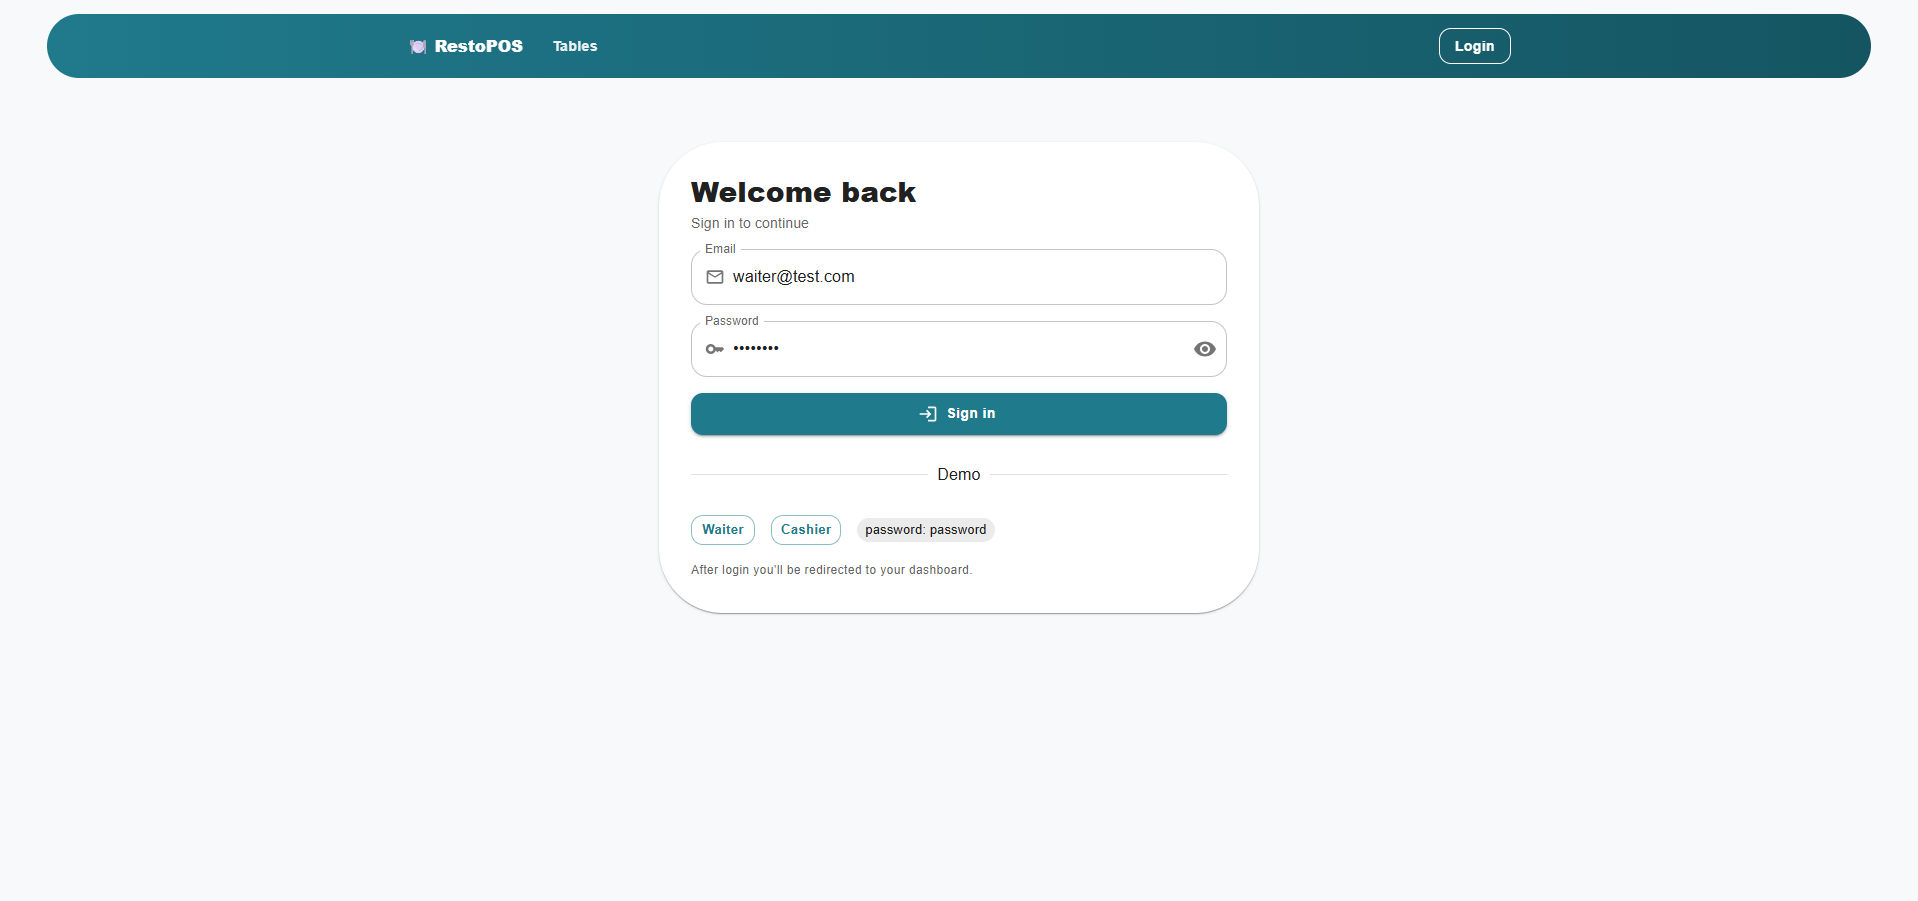 RestoPOS Tables Login
Welcome back
Sign in to continue
Email
waiter@test.com
Password
••••••••
Sign in
Demo
Waiter Cashier password: password
After login you'll be redirected to your dashboard.